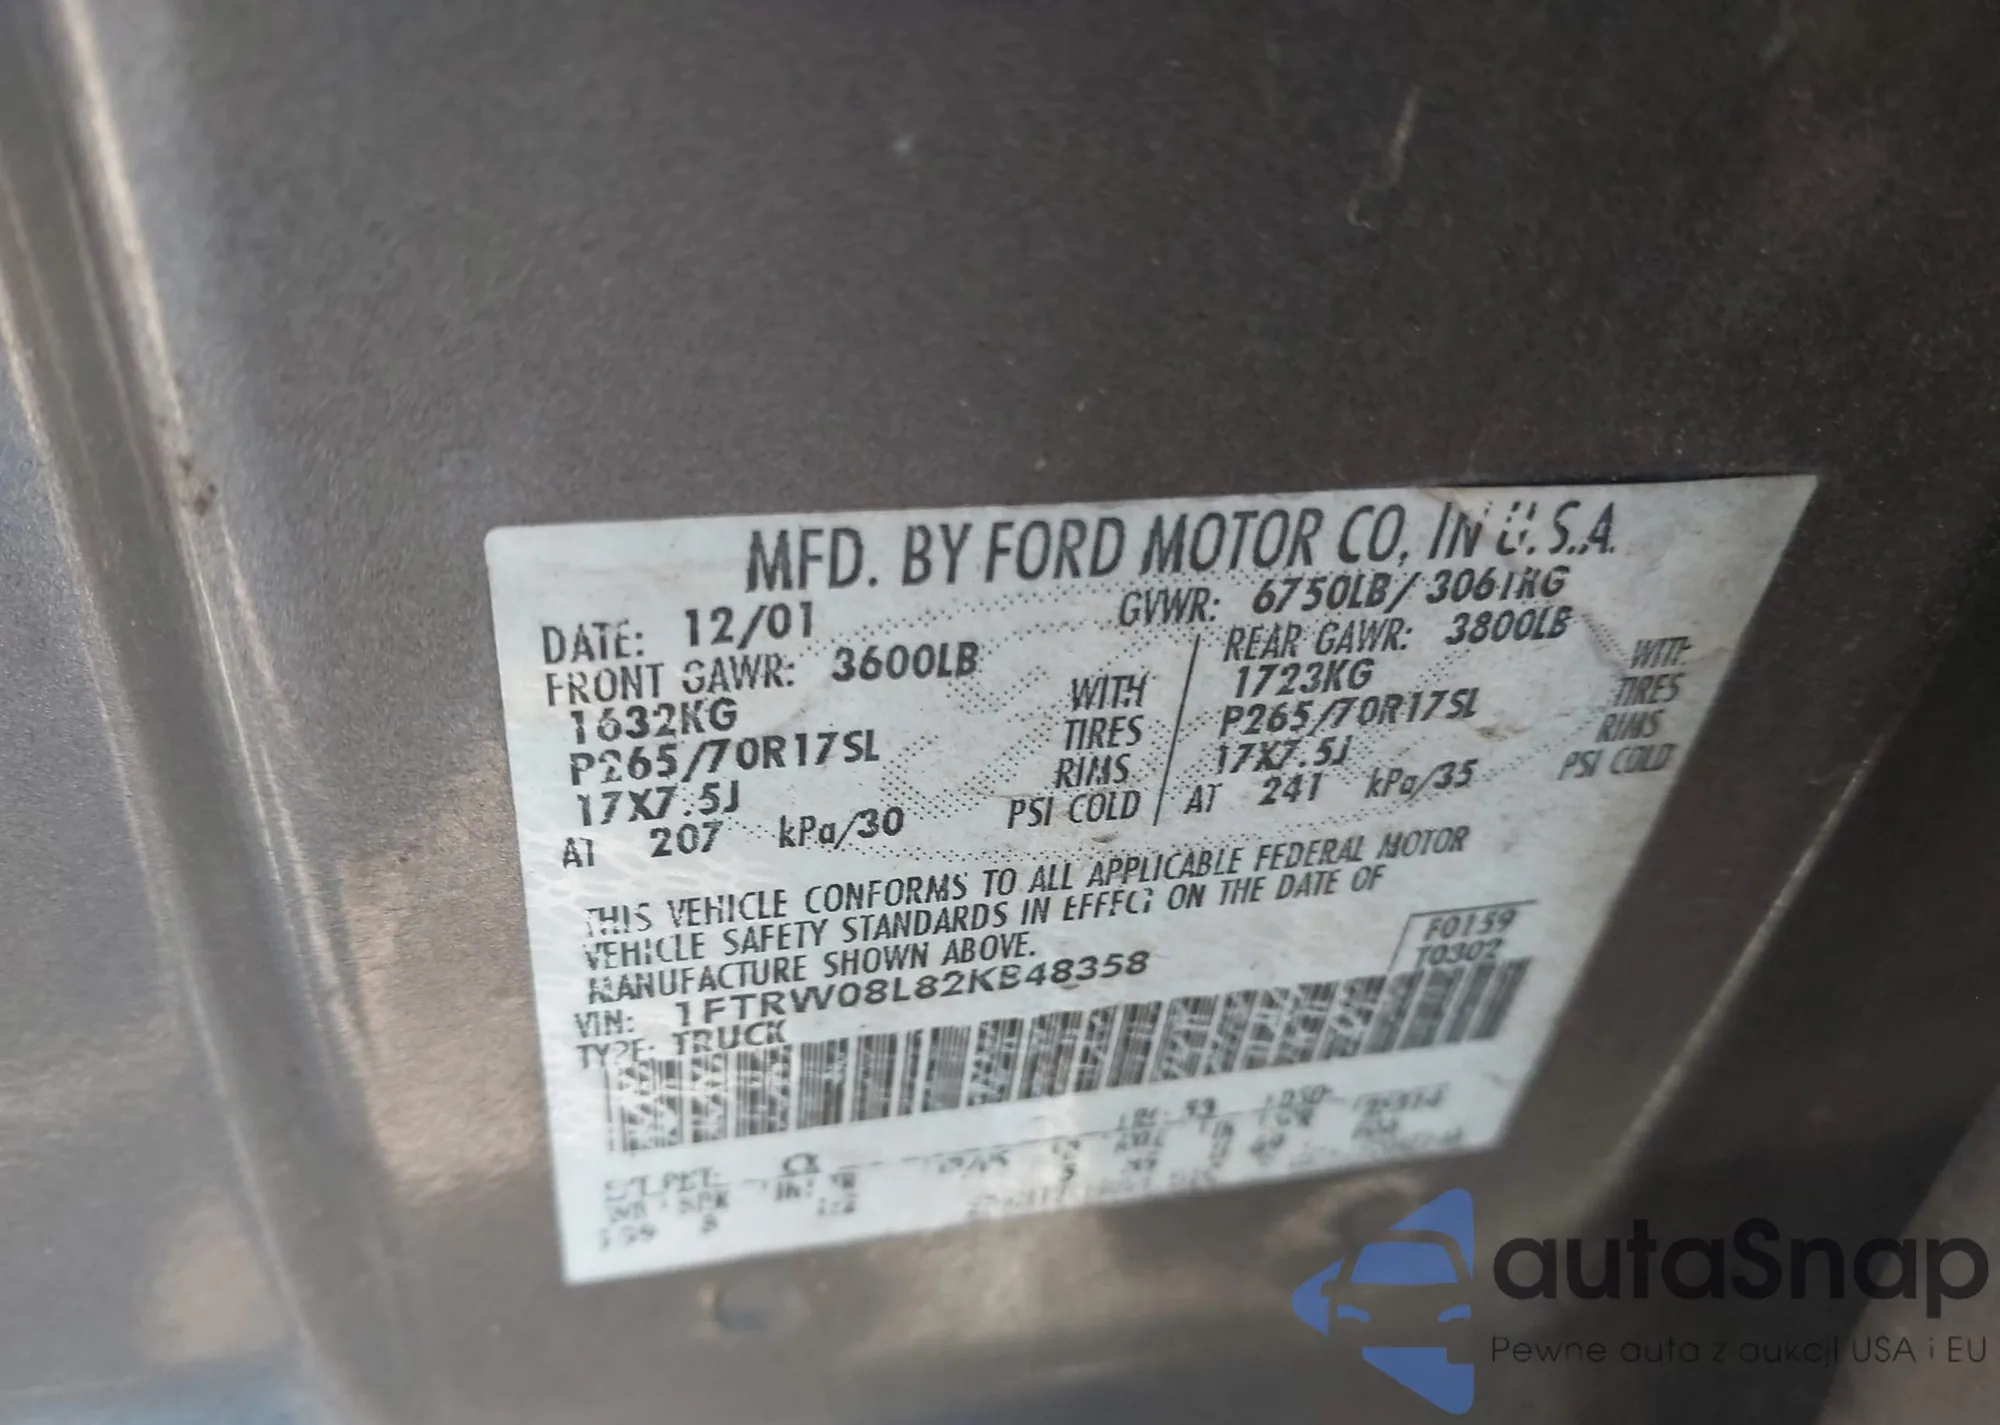 MFD. BY FORD MOTOR CO. IN U.S.A.
DATE: 12/01 GVWR: 6750LB/ 3061KG
FRONT GAWR: 3600LB REAR GAWR: 3800LB
1632KG WITH 1723KG WITH
P265/70R17SL TIRES P265/70R17SL TIRES
17X7.5J RIMS 17X7.5J RIMS
AT 207 kPa/30 PSI COLD AT 241 kPa/35 PSI COLD
THIS VEHICLE CONFORMS TO ALL APPLICABLE FEDERAL MOTOR
VEHICLE SAFETY STANDARDS IN EFFECT ON THE DATE OF
MANUFACTURE SHOWN ABOVE.
F0159
T0302
VIN: 1FTRW08L82KB48358
TYPE: TRUCK
autaSnap
Pewne auta z aukcji USA i EU